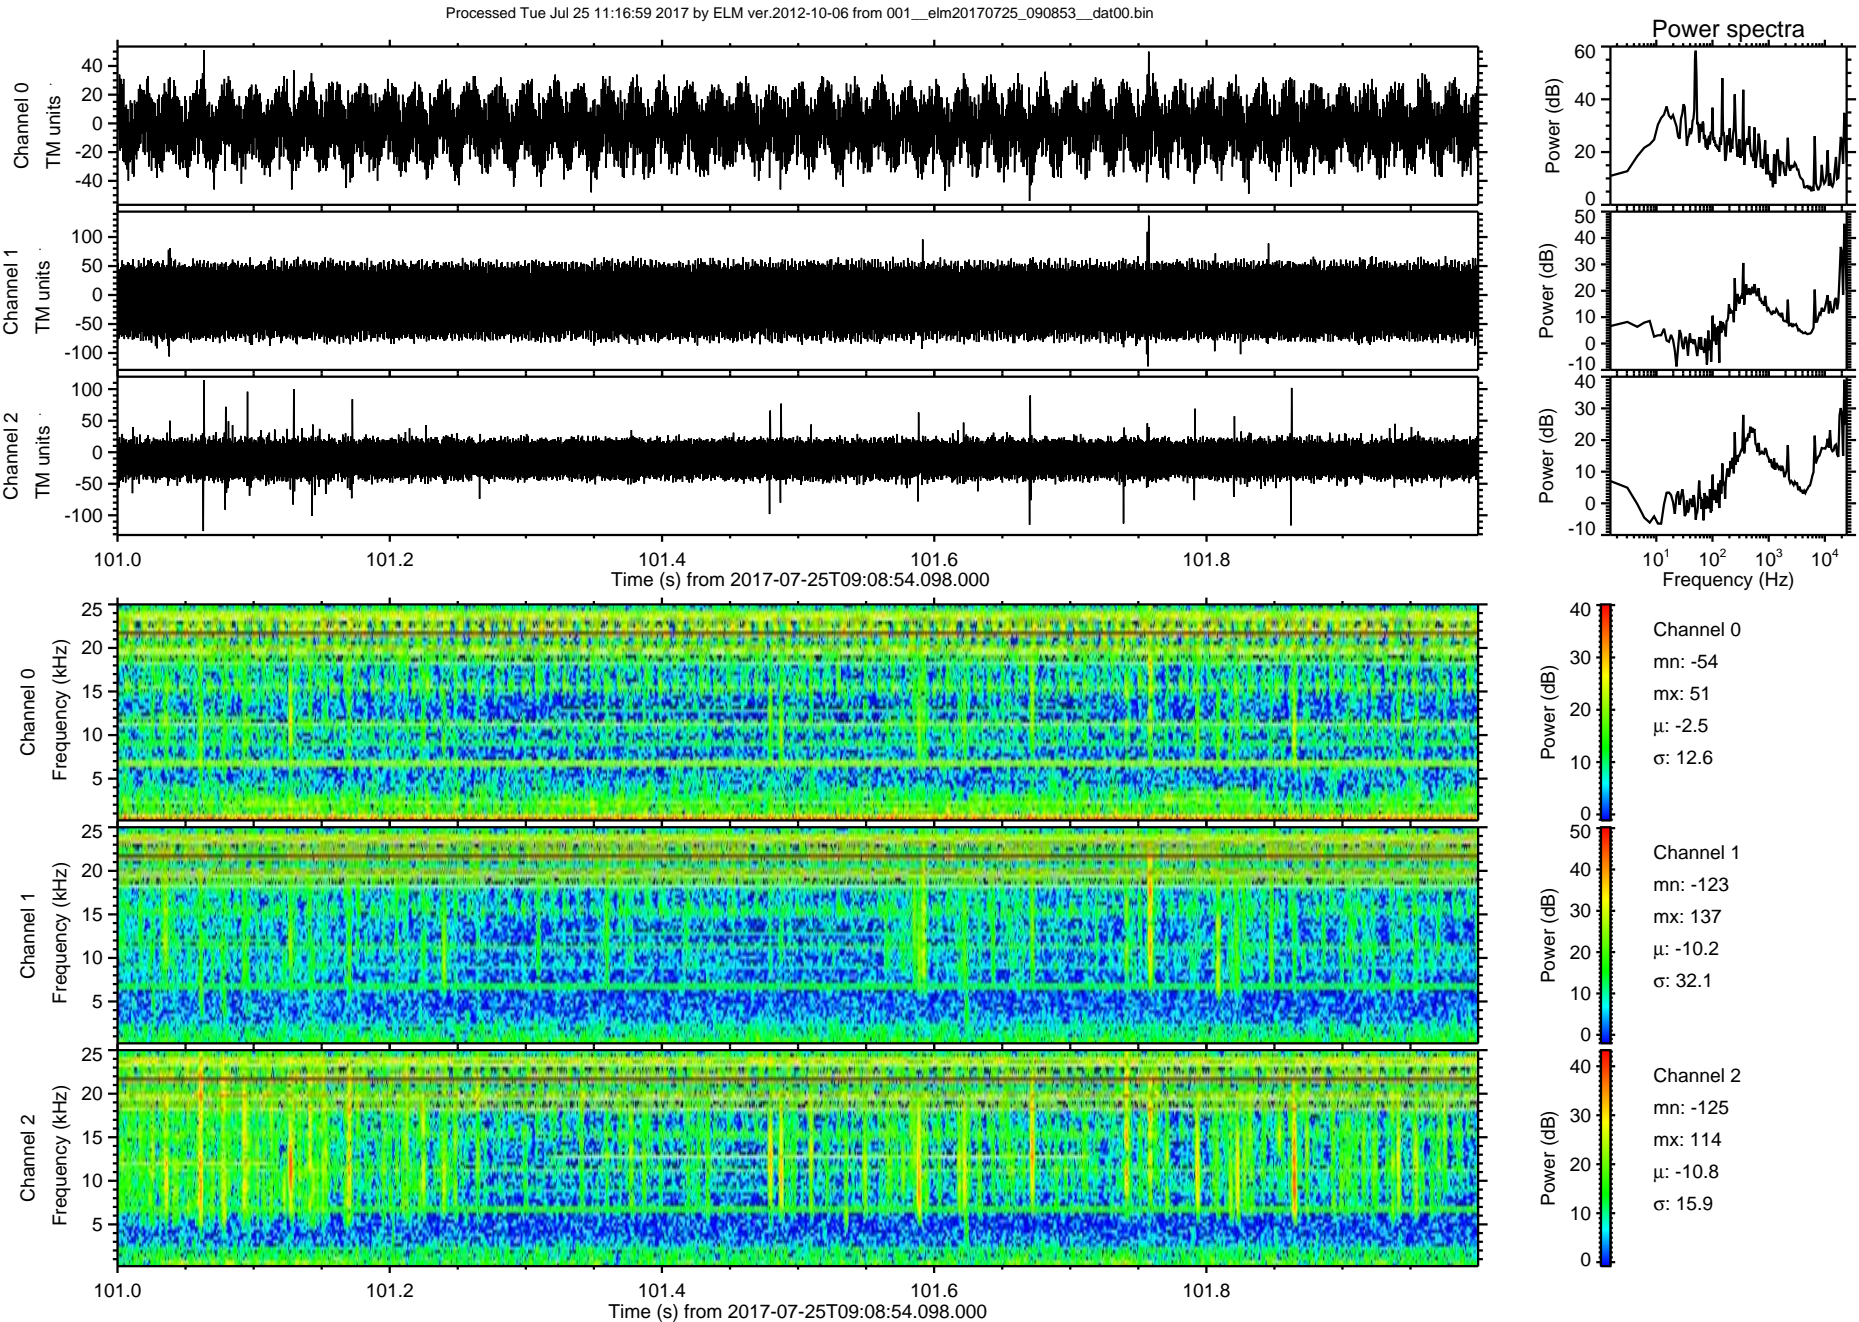 Processed Tue Jul 25 11:16:59 2017 by ELM ver.2012-10-06 from 001__elm20170725_090853__dat00.bin
Power spectra
Channel 0
TM units
40
20
0
-20
-40
Power (dB)
60
40
20
0
Channel 1
TM units
100
50
0
-50
-100
Power (dB)
50
40
30
20
10
0
-10
Channel 2
TM units
100
50
0
-50
-100
Power (dB)
40
30
20
10
0
-10
101.0 101.2 101.4 101.6 101.8
Time (s) from 2017-07-25T09:08:54.098.000
10^1 10^2 10^3 10^4
Frequency (Hz)
Channel 0
Frequency (kHz)
25
20
15
10
5
Power (dB)
40
30
20
10
0
Channel 0
mn: -54
mx: 51
μ: -2.5
σ: 12.6
Channel 1
Frequency (kHz)
25
20
15
10
5
Power (dB)
50
40
30
20
10
0
Channel 1
mn: -123
mx: 137
μ: -10.2
σ: 32.1
Channel 2
Frequency (kHz)
25
20
15
10
5
Power (dB)
40
30
20
10
0
Channel 2
mn: -125
mx: 114
μ: -10.8
σ: 15.9
101.0 101.2 101.4 101.6 101.8
Time (s) from 2017-07-25T09:08:54.098.000